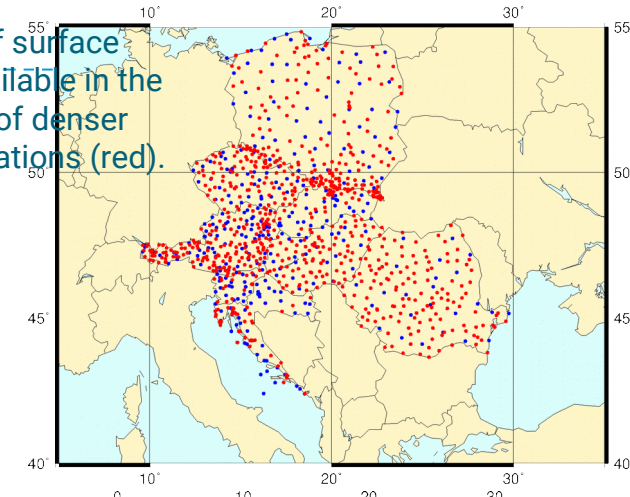 10° 20° 30°
55 55
f surface
ilable in the
of denser
ations (red).
50 50
45 45
40° 40
10° 20° 30°